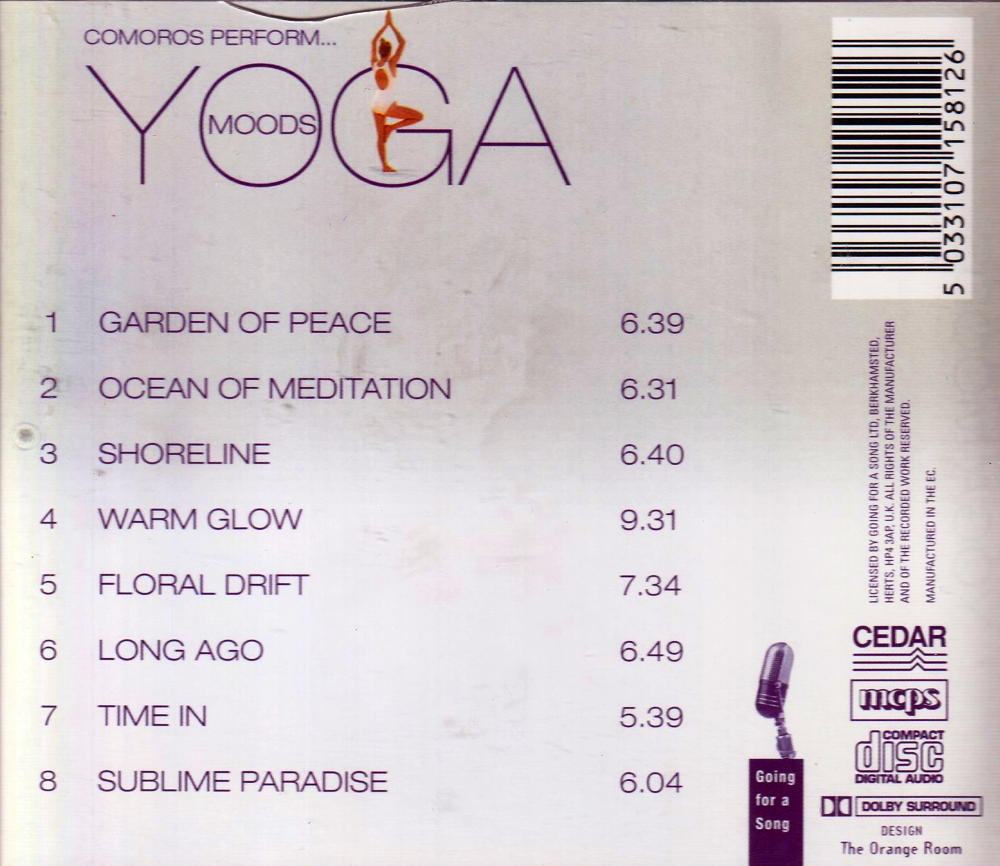 COMOROS PERFORM...
YOGA
MOODS
1 GARDEN OF PEACE 6.39
2 OCEAN OF MEDITATION 6.31
3 SHORELINE 6.40
4 WARM GLOW 9.31
5 FLORAL DRIFT 7.34
6 LONG AGO 6.49
7 TIME IN 5.39
8 SUBLIME PARADISE 6.04
5 033107 158126
LICENSED BY GOING FOR A SONG LTD, BERKHAMSTED,
HERTS, HP4 3AP, U.K. ALL RIGHTS OF THE MANUFACTURER
AND OF THE RECORDED WORK RESERVED.
MANUFACTURED IN THE EC.
CEDAR
mcps
COMPACT
disc
DIGITAL AUDIO
DOLBY SURROUND
DESIGN
The Orange Room
Going
for a
Song